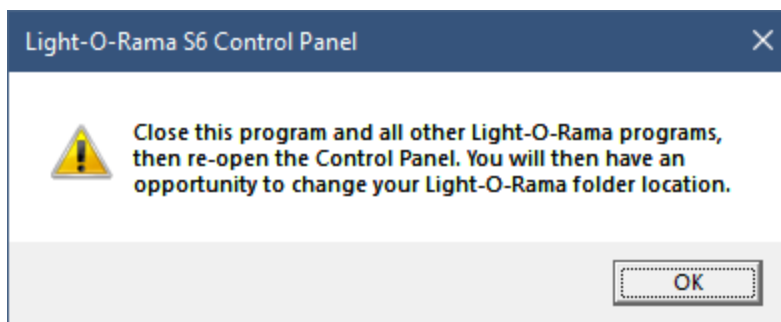 Light-O-Rama S6 Control Panel
Close this program and all other Light-O-Rama programs,
then re-open the Control Panel. You will then have an
opportunity to change your Light-O-Rama folder location.
OK